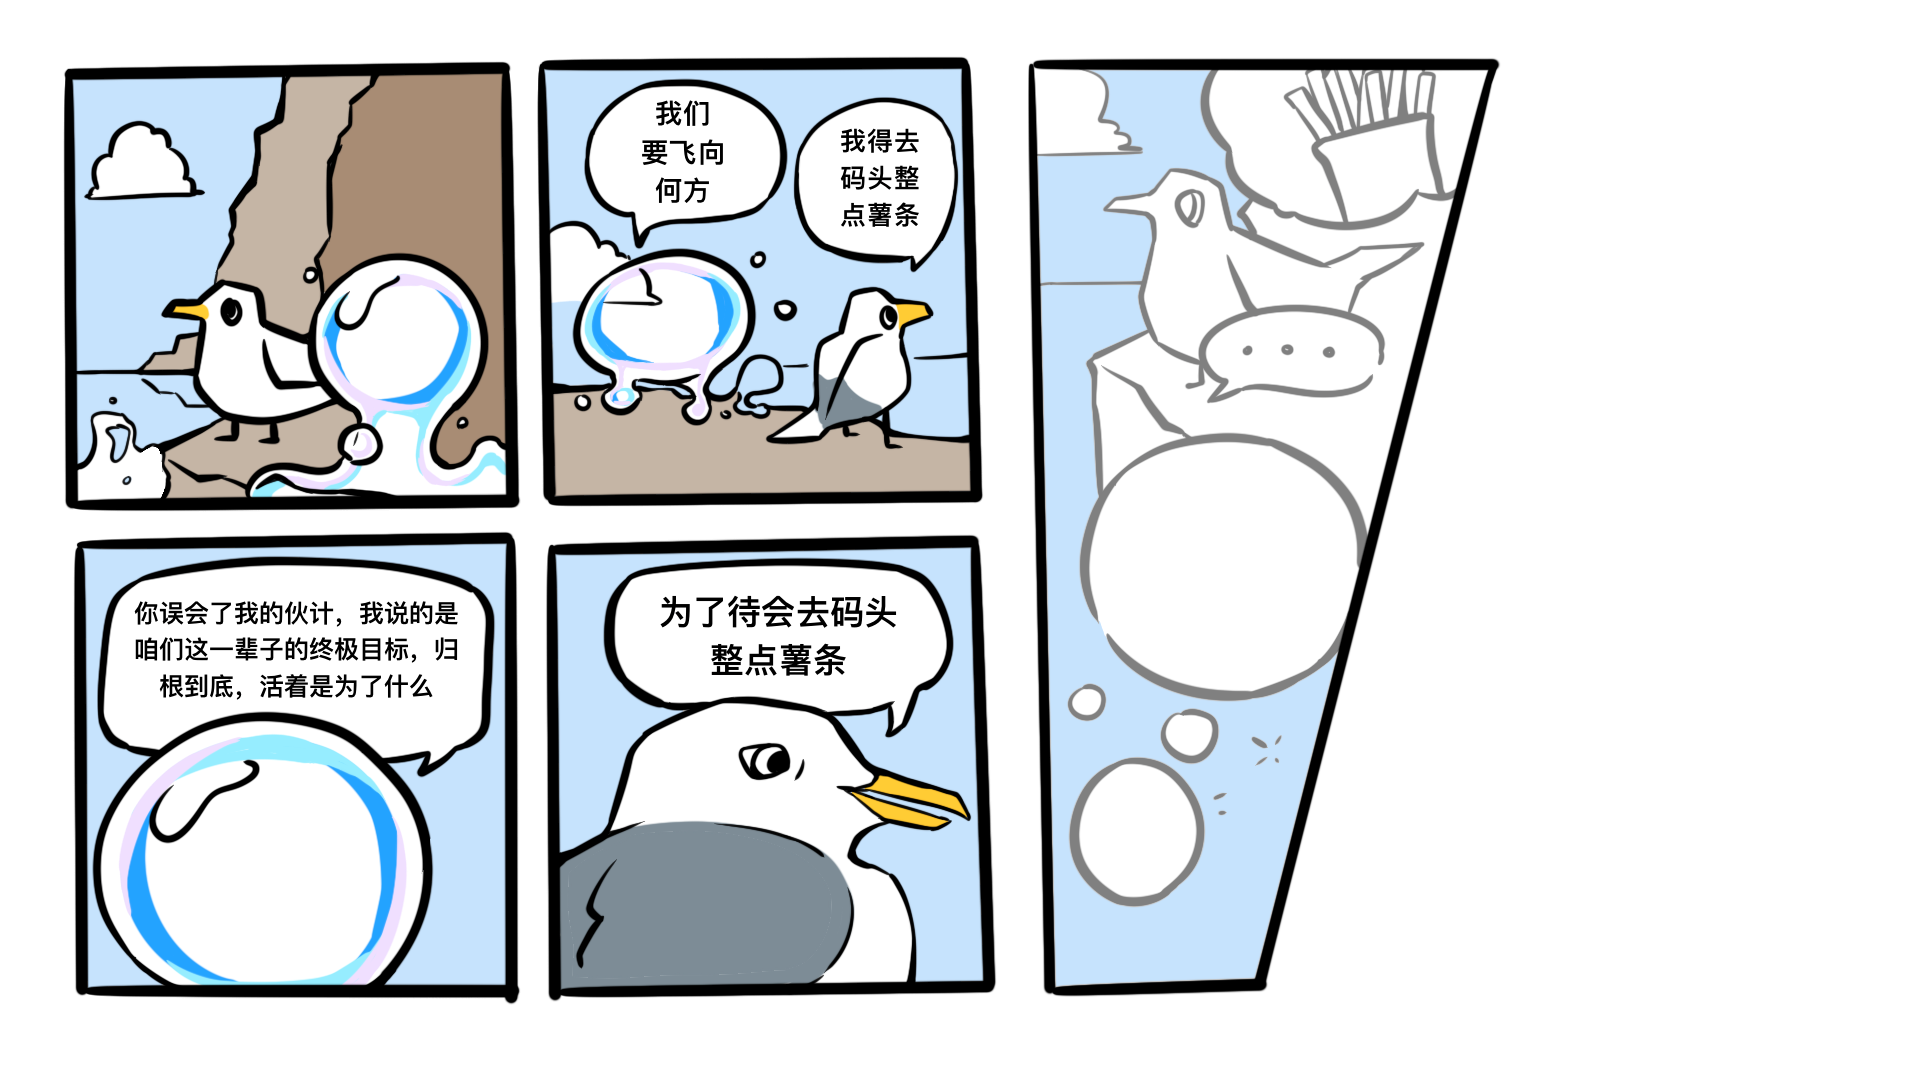 我们
要飞向
何方
我得去
码头整
点薯条
你误会了我的伙计，我说的是
咱们这一辈子的终极目标，归
根到底，活着是为了什么
为了待会去码头
整点薯条
...